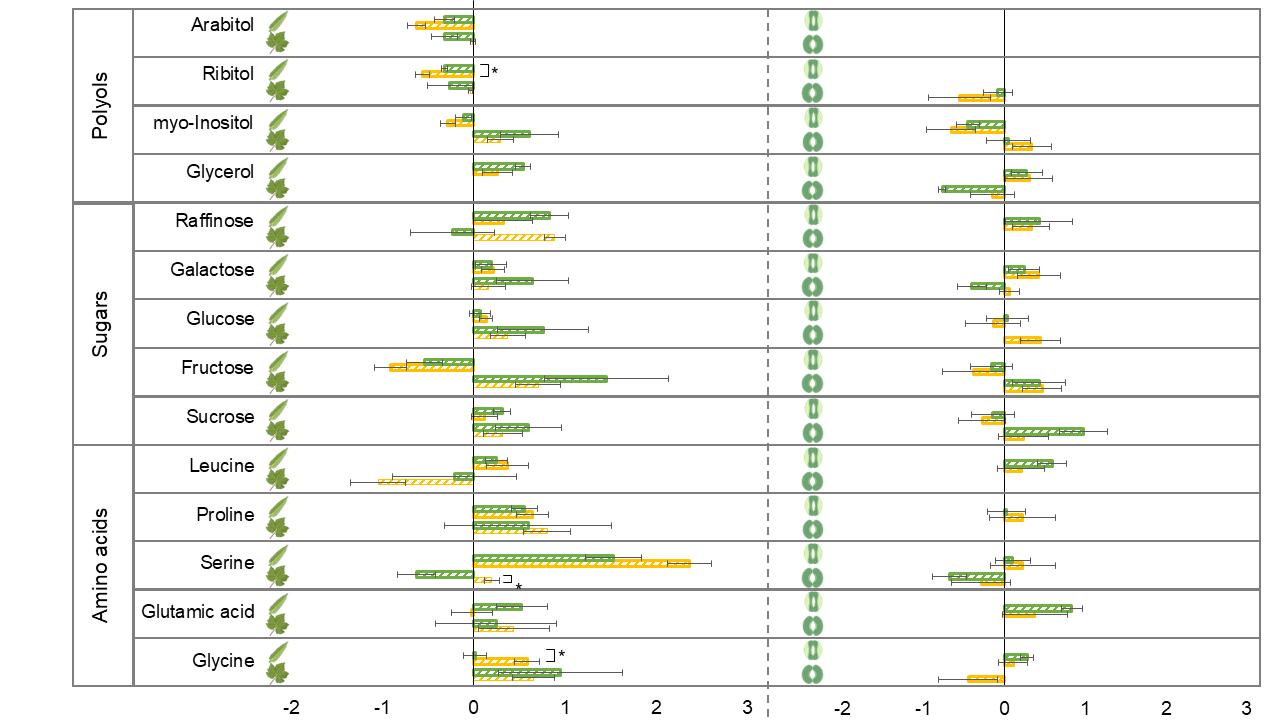 Polyols
Arabitol
Ribitol
*
myo-Inositol
Glycerol
Sugars
Raffinose
Galactose
Glucose
Fructose
Sucrose
Amino acids
Leucine
Proline
Serine
*
Glutamic acid
Glycine
*
-2 -1 0 1 2 3 -2 -1 0 1 2 3